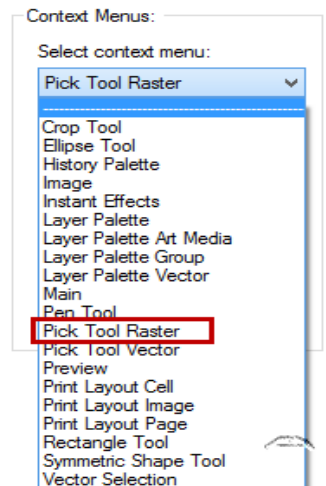 Context Menus:
Select context menu:
Pick Tool Raster
Crop Tool
Ellipse Tool
History Palette
Image
Instant Effects
Layer Palette
Layer Palette Art Media
Layer Palette Group
Layer Palette Vector
Main
Pen Tool
Pick Tool Raster
Pick Tool Vector
Preview
Print Layout Cell
Print Layout Image
Print Layout Page
Rectangle Tool
Symmetric Shape Tool
Vector Selection